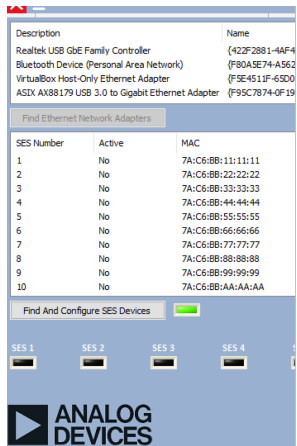 Description Name
Realtek USB GbE Family Controller {422F2881-4AF4
Bluetooth Device (Personal Area Network) {F80A5E74-A562
VirtualBox Host-Only Ethernet Adapter {F5E4511F-65D0
ASIX AX88179 USB 3.0 to Gigabit Ethernet Adapter {F95C7874-0F19
Find Ethernet Network Adapters
SES Number Active MAC
1 No 7A:C6:BB:11:11:11
2 No 7A:C6:BB:22:22:22
3 No 7A:C6:BB:33:33:33
4 No 7A:C6:BB:44:44:44
5 No 7A:C6:BB:55:55:55
6 No 7A:C6:BB:66:66:66
7 No 7A:C6:BB:77:77:77
8 No 7A:C6:BB:88:88:88
9 No 7A:C6:BB:99:99:99
10 No 7A:C6:BB:AA:AA:AA
Find And Configure SES Devices
SES 1 SES 2 SES 3 SES 4
ANALOG
DEVICES